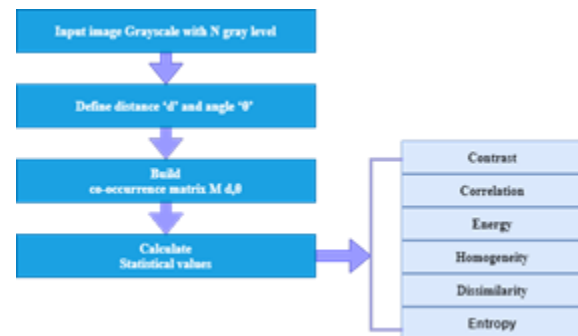 Input image Grayscale with N gray level
Define distance ‘d’ and angle ‘θ’
Build
co-occurrence matrix M d,θ
Calculate
Statistical values
Contrast
Correlation
Energy
Homogeneity
Dissimilarity
Entropy